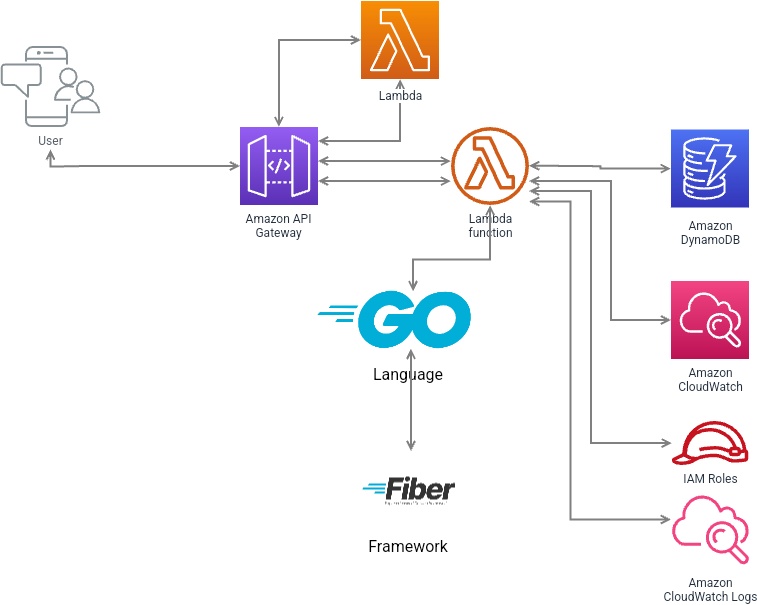 Lambda
User
</>
Amazon API
Gateway
Lambda
function
Amazon
DynamoDB
GO
Language
Amazon
CloudWatch
Fiber
IAM Roles
Framework
Amazon
CloudWatch Logs